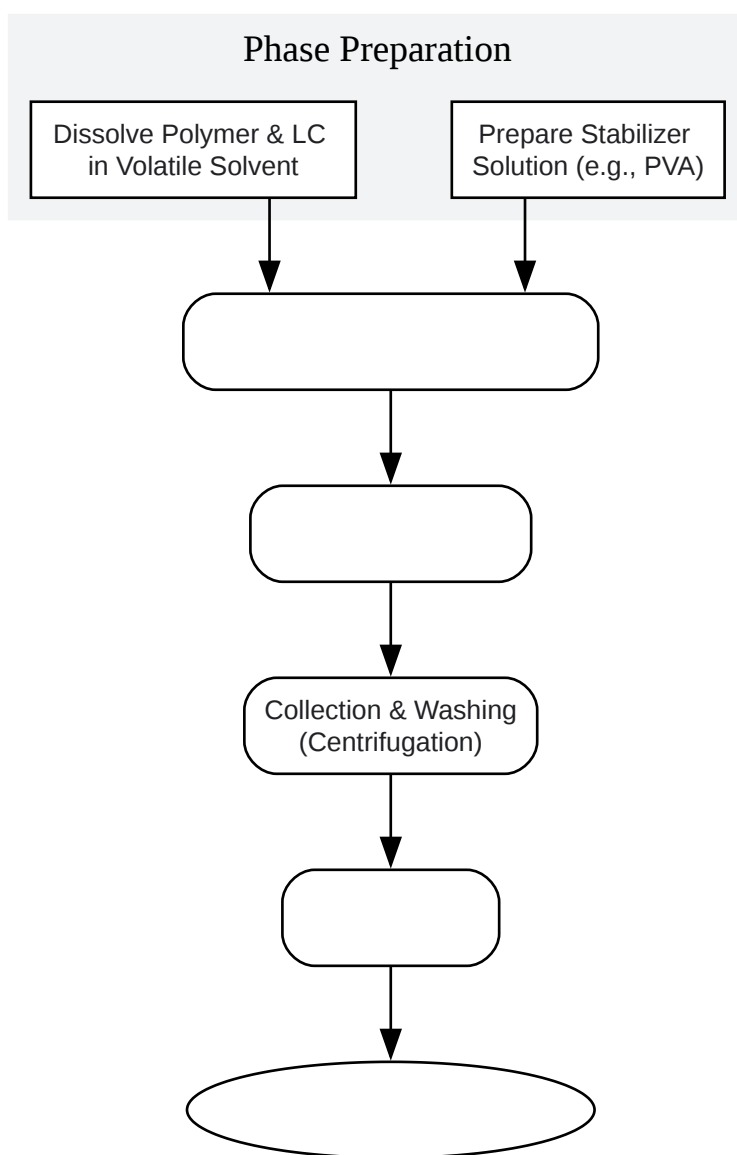 Phase Preparation
Dissolve Polymer & LC
in Volatile Solvent
Prepare Stabilizer
Solution (e.g., PVA)
Collection & Washing
(Centrifugation)